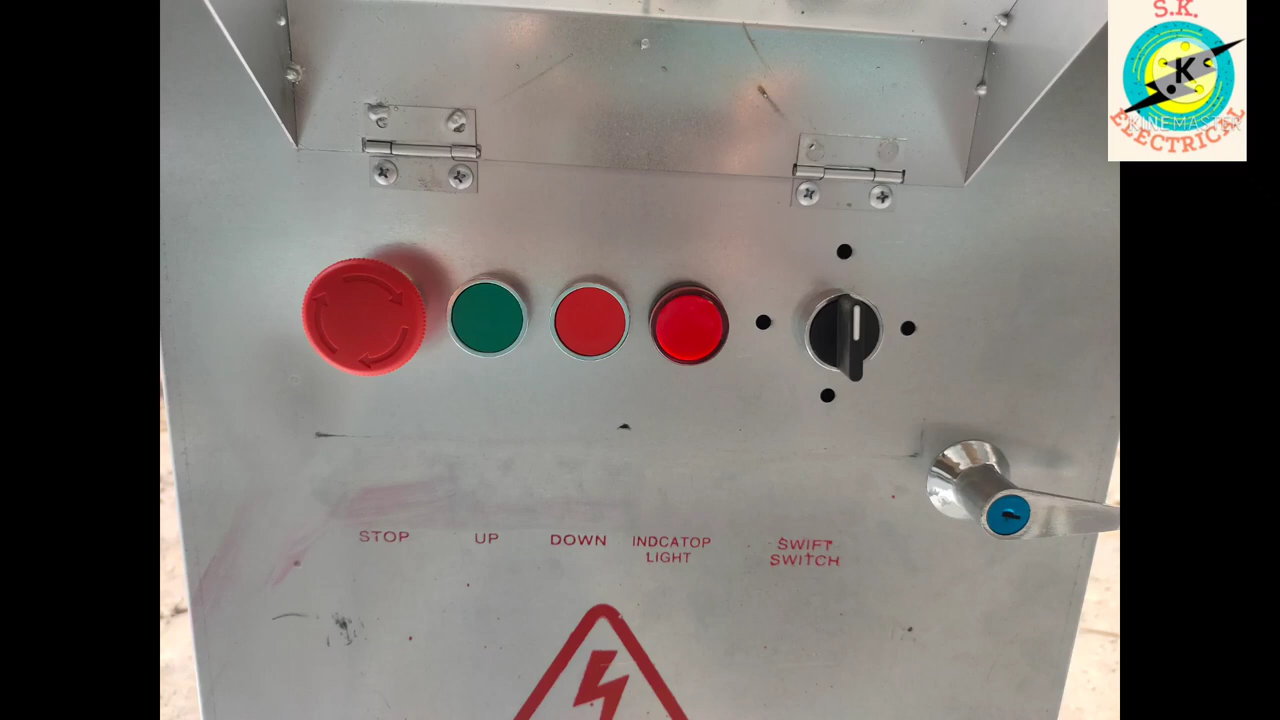 S.K.
K
KINEMASTER
ELECTRICAL
STOP
UP
DOWN
INDCATOP
LIGHT
SWIFT
SWITCH